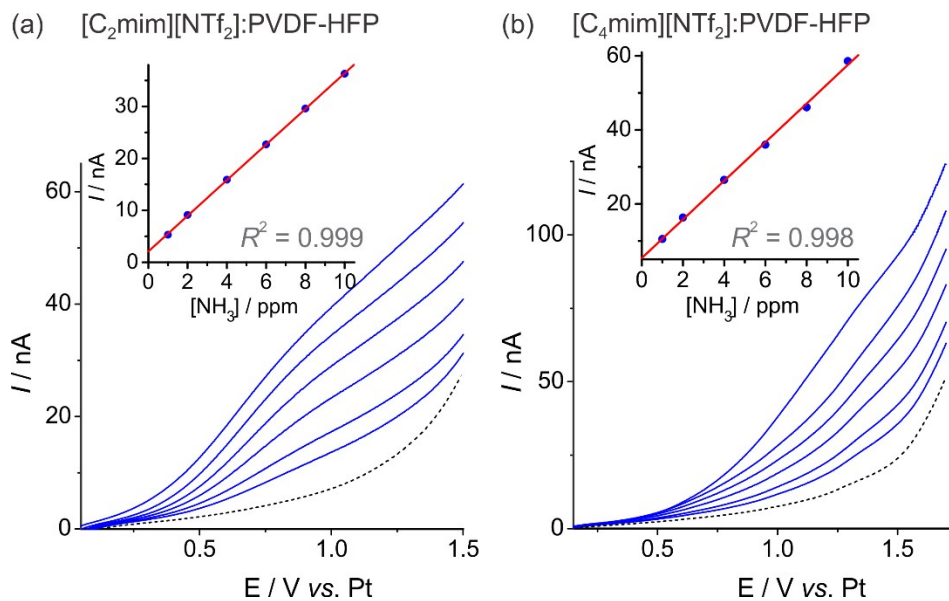 (a) [C₂mim][NTf₂]:PVDF-HFP
I / nA
30
20
10
0
0 2 4 6 8 10
[NH₃] / ppm
R² = 0.999
I / nA
60
40
20
0
0.5 1.0 1.5
E / V vs. Pt
(b) [C₄mim][NTf₂]:PVDF-HFP
I / nA
60
40
20
0 2 4 6 8 10
[NH₃] / ppm
R² = 0.998
I / nA
100
50
0
0.5 1.0 1.5
E / V vs. Pt